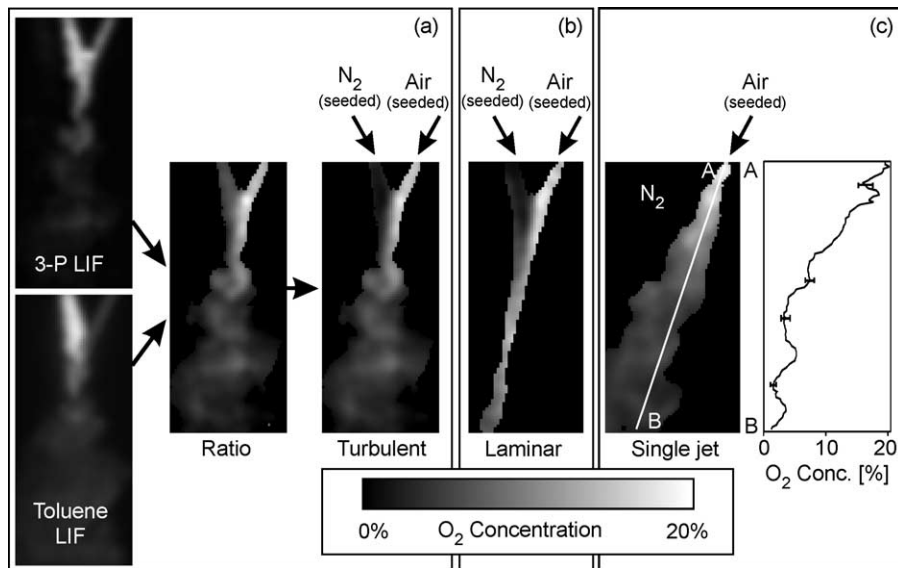 (a)
(b)
(c)
N2
(seeded)
Air
(seeded)
N2
(seeded)
Air
(seeded)
Air
(seeded)
A
A
N2
3-P LIF
Toluene
LIF
B
B
0
10
20
O2 Conc. [%]
Ratio
Turbulent
Laminar
Single jet
0%
O2 Concentration
20%